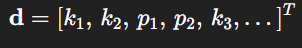 d = [k₁, k₂, p₁, p₂, k₃, …]ᵀ